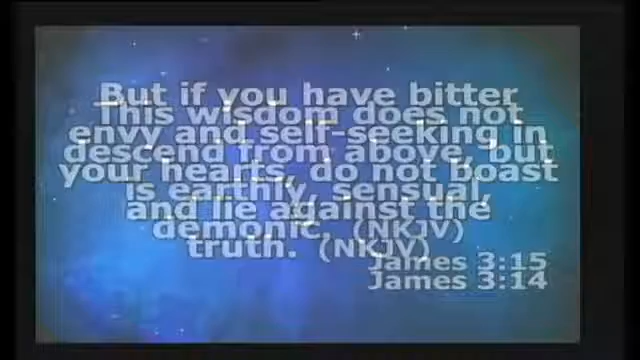 But if you have bitter
This wisdom does not
envy and self-seeking in
descend from above, but
your hearts, do not boast
is earthly, sensual,
and lie against the
demonic. (NKJV)
truth. (NKJV)
James 3:15
James 3:14